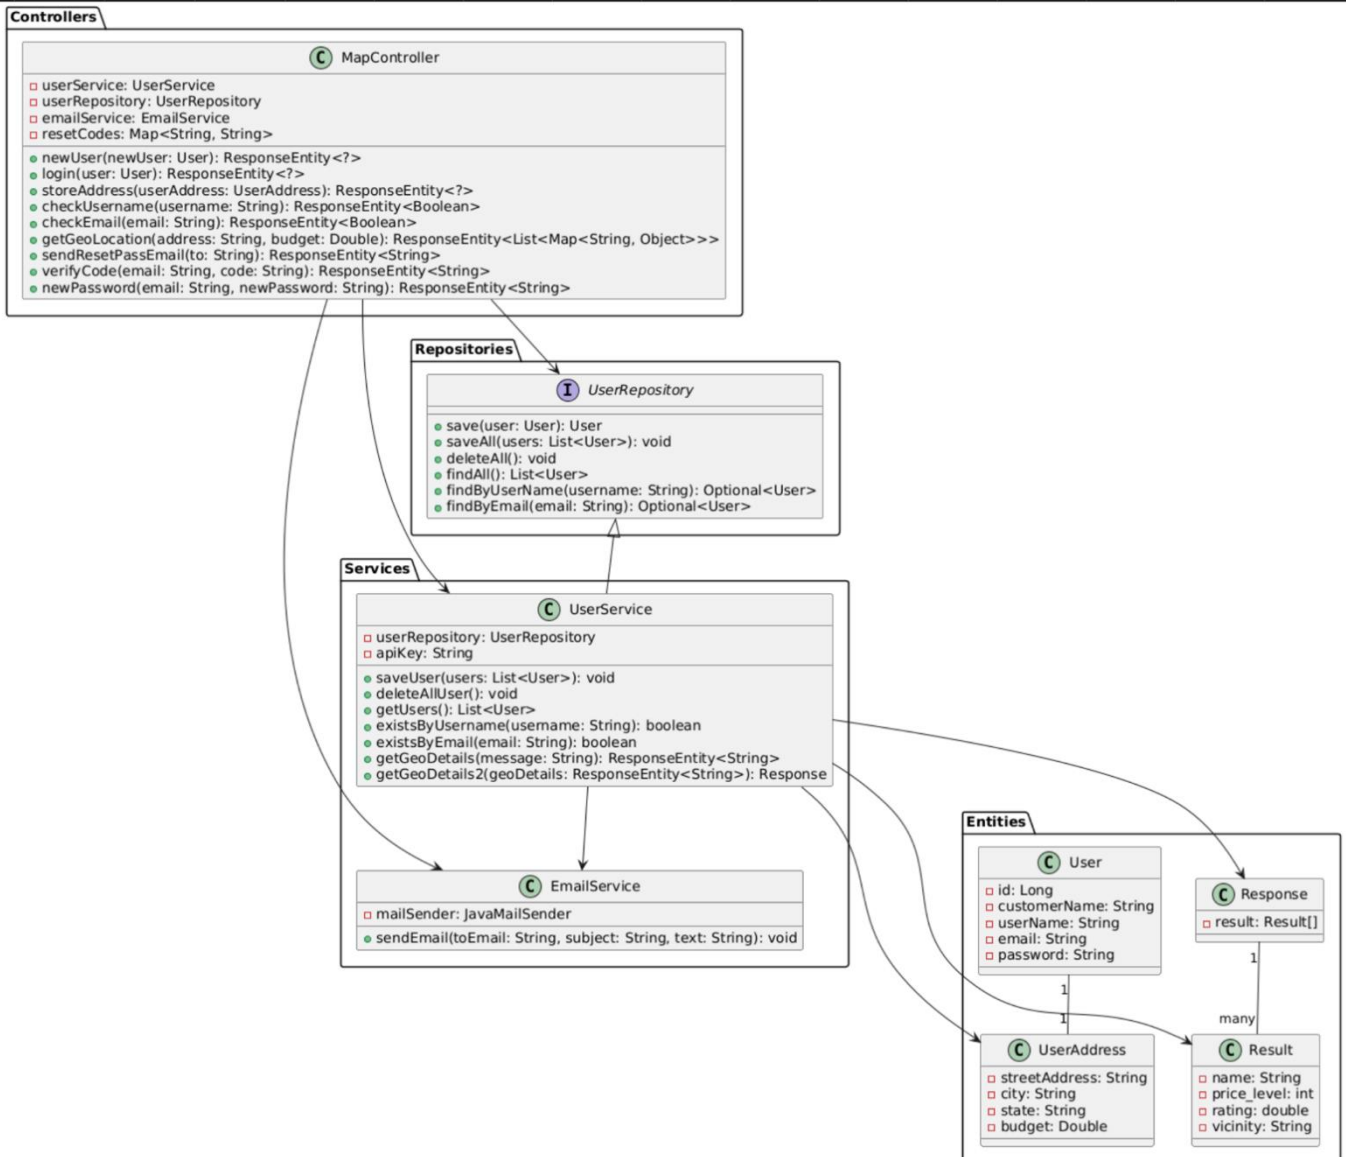 Controllers
C MapController
userService: UserService
userRepository: UserRepository
emailService: EmailService
resetCodes: Map<String, String>
newUser(newUser: User): ResponseEntity<?>
login(user: User): ResponseEntity<?>
storeAddress(userAddress: UserAddress): ResponseEntity<?>
checkUsername(username: String): ResponseEntity<Boolean>
checkEmail(email: String): ResponseEntity<Boolean>
getGeoLocation(address: String, budget: Double): ResponseEntity<List<Map<String, Object>>>
sendResetPassEmail(to: String): ResponseEntity<String>
verifyCode(email: String, code: String): ResponseEntity<String>
newPassword(email: String, newPassword: String): ResponseEntity<String>
Repositories
I UserRepository
save(user: User): User
saveAll(users: List<User>): void
deleteAll(): void
findAll(): List<User>
findByUserName(username: String): Optional<User>
findByEmail(email: String): Optional<User>
Services
C UserService
userRepository: UserRepository
apiKey: String
saveUser(users: List<User>): void
deleteAllUser(): void
getUsers(): List<User>
existsByUsername(username: String): boolean
existsByEmail(email: String): boolean
getGeoDetails(message: String): ResponseEntity<String>
getGeoDetails2(geoDetails: ResponseEntity<String>): Response
C EmailService
mailSender: JavaMailSender
sendEmail(toEmail: String, subject: String, text: String): void
Entities
C User
id: Long
customerName: String
userName: String
email: String
password: String
C Response
result: Result[]
1
1
1
many
C UserAddress
streetAddress: String
city: String
state: String
budget: Double
C Result
name: String
price_level: int
rating: double
vicinity: String